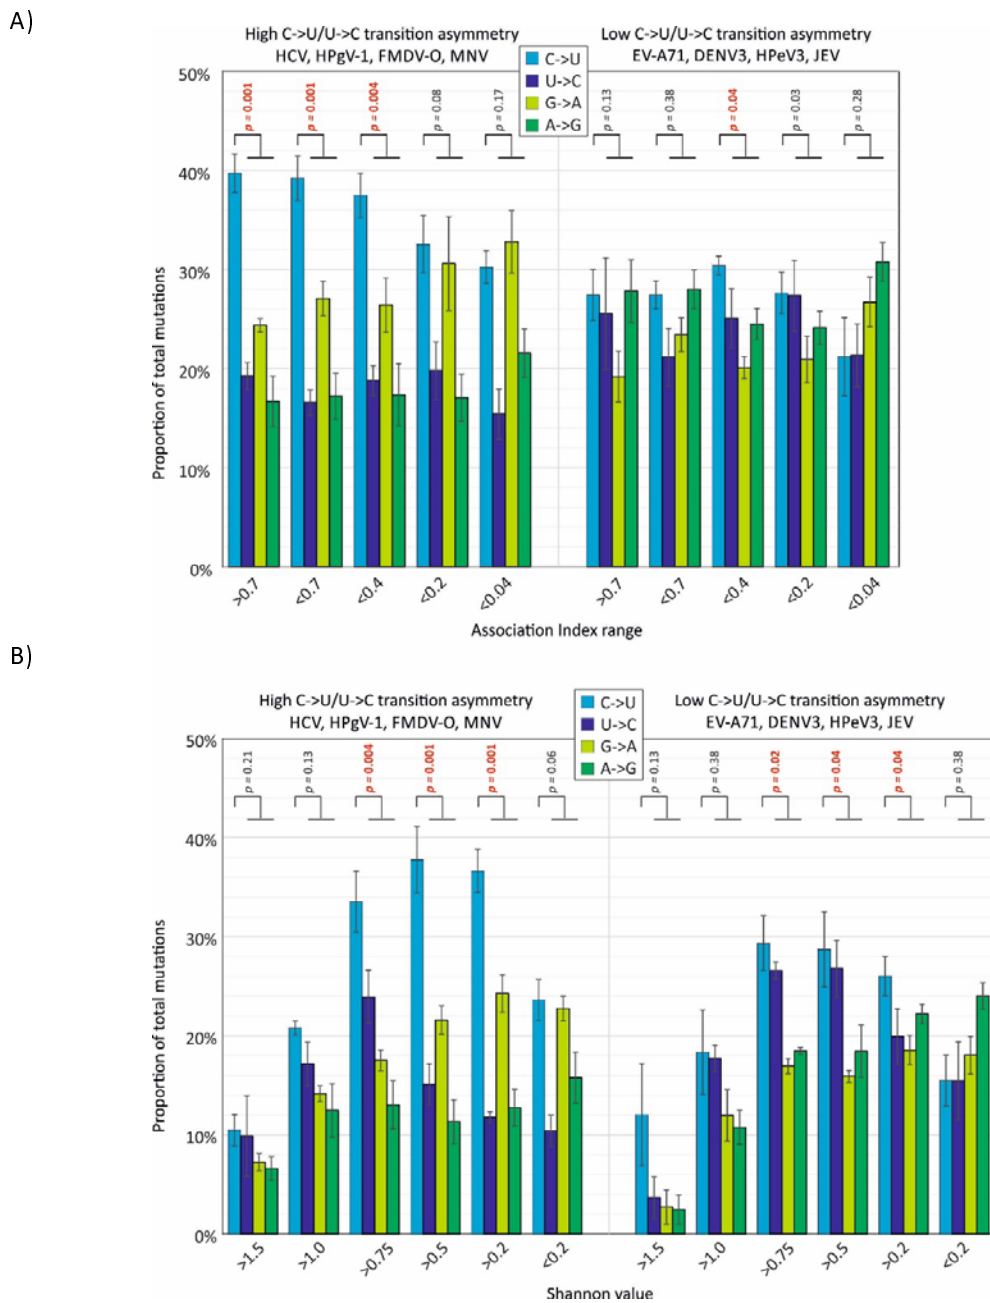 A)
High C->U/U->C transition asymmetry
HCV, HPgV-1, FMDV-O, MNV
Low C->U/U->C transition asymmetry
EV-A71, DENV3, HPeV3, JEV
C->U
U->C
G->A
A->G
50%
40%
30%
20%
10%
0%
Proportion of total mutations
p = 0.001
p = 0.001
p = 0.004
p = 0.08
p = 0.17
p = 0.13
p = 0.38
p = 0.04
p = 0.03
p = 0.28
>0.7
<0.7
<0.4
<0.2
<0.04
>0.7
<0.7
<0.4
<0.2
<0.04
Association Index range
B)
High C->U/U->C transition asymmetry
HCV, HPgV-1, FMDV-O, MNV
Low C->U/U->C transition asymmetry
EV-A71, DENV3, HPeV3, JEV
C->U
U->C
G->A
A->G
50%
40%
30%
20%
10%
0%
Proportion of total mutations
p = 0.21
p = 0.13
p = 0.004
p = 0.001
p = 0.001
p = 0.06
p = 0.13
p = 0.38
p = 0.02
p = 0.04
p = 0.04
p = 0.38
>1.5
>1.0
>0.75
>0.5
>0.2
<0.2
>1.5
>1.0
>0.75
>0.5
>0.2
<0.2
Shannon value